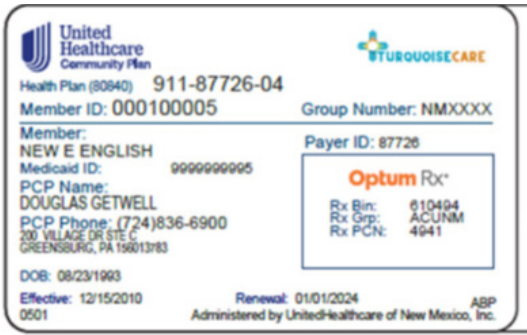 United
Healthcare
Community Plan
TURQUOISECARE
Health Plan (80840) 911-87726-04
Member ID: 000100005 Group Number: NMXXXX
Member:
NEW E ENGLISH
Payer ID: 87726
Medicaid ID: 9999999995
PCP Name:
DOUGLAS GETWELL
PCP Phone: (724)836-6900
200 VILLAGE DR STE C
GREENSBURG, PA 156013783
Optum Rx
Rx Bin: 610494
Rx Grp: ACUNM
Rx PCN: 4941
DOB: 08/23/1993
Effective: 12/15/2010 Renewal: 01/01/2024 ABP
0501 Administered by UnitedHealthcare of New Mexico, Inc.